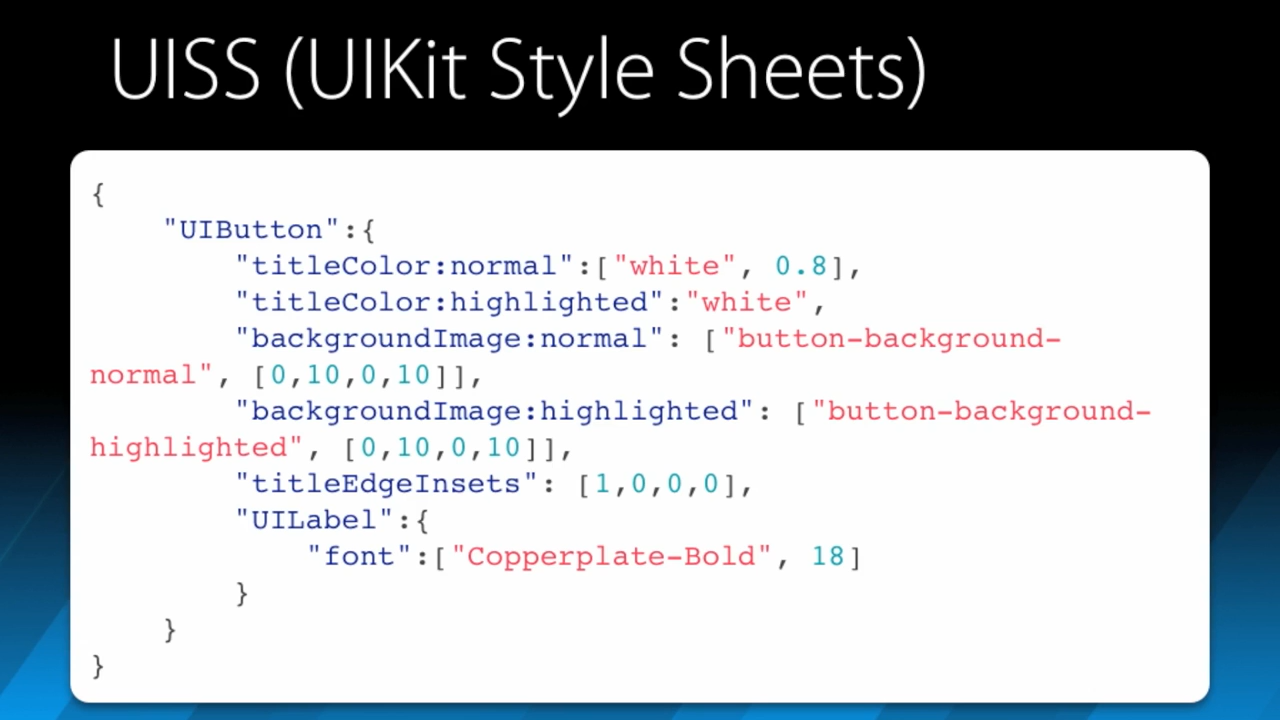 UISS (UIKit Style Sheets)
{
"UIButton":{
"titleColor:normal":["white", 0.8],
"titleColor:highlighted":"white",
"backgroundImage:normal": ["button-background-
normal", [0,10,0,10]],
"backgroundImage:highlighted": ["button-background-
highlighted", [0,10,0,10]],
"titleEdgeInsets": [1,0,0,0],
"UILabel":{
"font":["Copperplate-Bold", 18]
}
}
}